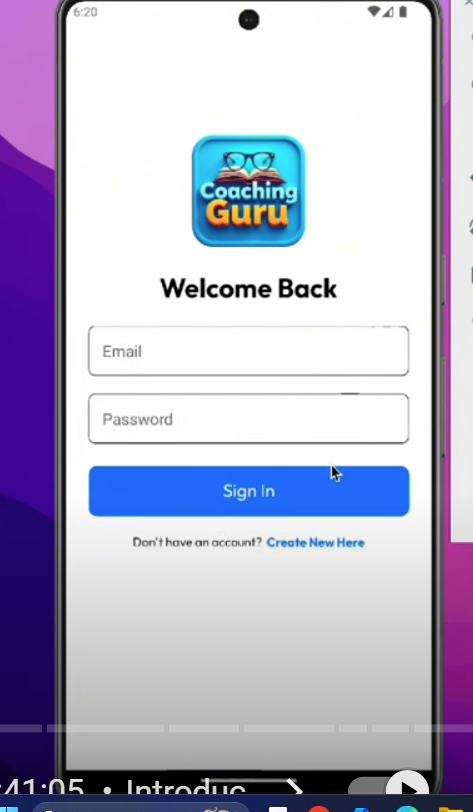 6:20
Coaching
Guru
Welcome Back
Email
Password
Sign In
Don't have an account? Create New Here
:41:05 • Introduc